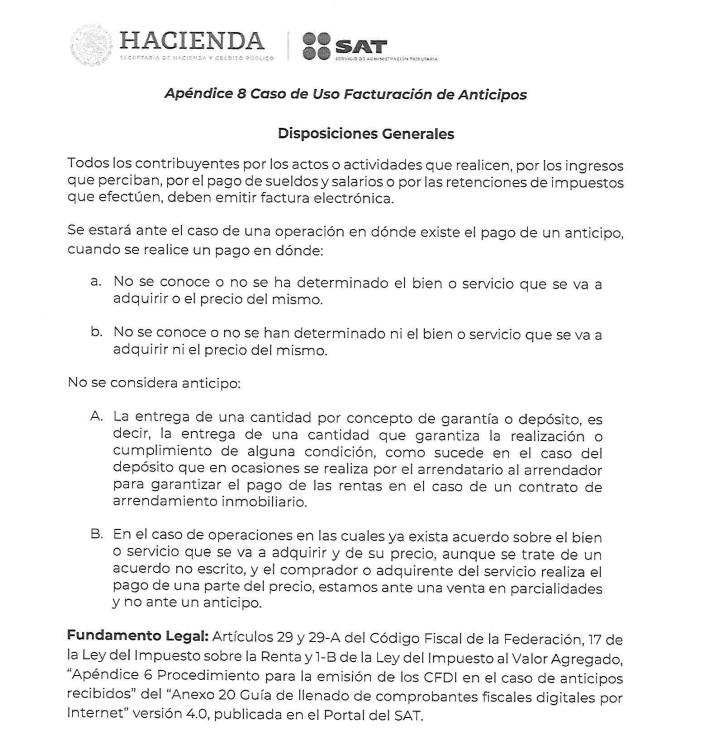 HACIENDA
SECRETARÍA DE HACIENDA Y CRÉDITO PÚBLICO
SAT
SERVICIO DE ADMINISTRACIÓN TRIBUTARIA
Apéndice 8 Caso de Uso Facturación de Anticipos
Disposiciones Generales
Todos los contribuyentes por los actos o actividades que realicen, por los ingresos
que perciban, por el pago de sueldos y salarios o por las retenciones de impuestos
que efectúen, deben emitir factura electrónica.
Se estará ante el caso de una operación en dónde existe el pago de un anticipo,
cuando se realice un pago en dónde:
a. No se conoce o no se ha determinado el bien o servicio que se va a
adquirir o el precio del mismo.
b. No se conoce o no se han determinado ni el bien o servicio que se va a
adquirir ni el precio del mismo.
No se considera anticipo:
A. La entrega de una cantidad por concepto de garantía o depósito, es
decir, la entrega de una cantidad que garantiza la realización o
cumplimiento de alguna condición, como sucede en el caso del
depósito que en ocasiones se realiza por el arrendatario al arrendador
para garantizar el pago de las rentas en el caso de un contrato de
arrendamiento inmobiliario.
B. En el caso de operaciones en las cuales ya exista acuerdo sobre el bien
o servicio que se va a adquirir y de su precio, aunque se trate de un
acuerdo no escrito, y el comprador o adquirente del servicio realiza el
pago de una parte del precio, estamos ante una venta en parcialidades
y no ante un anticipo.
Fundamento Legal: Artículos 29 y 29-A del Código Fiscal de la Federación, 17 de
la Ley del Impuesto sobre la Renta y 1-B de la Ley del Impuesto al Valor Agregado,
"Apéndice 6 Procedimiento para la emisión de los CFDI en el caso de anticipos
recibidos" del "Anexo 20 Guía de llenado de comprobantes fiscales digitales por
Internet" versión 4.0, publicada en el Portal del SAT.